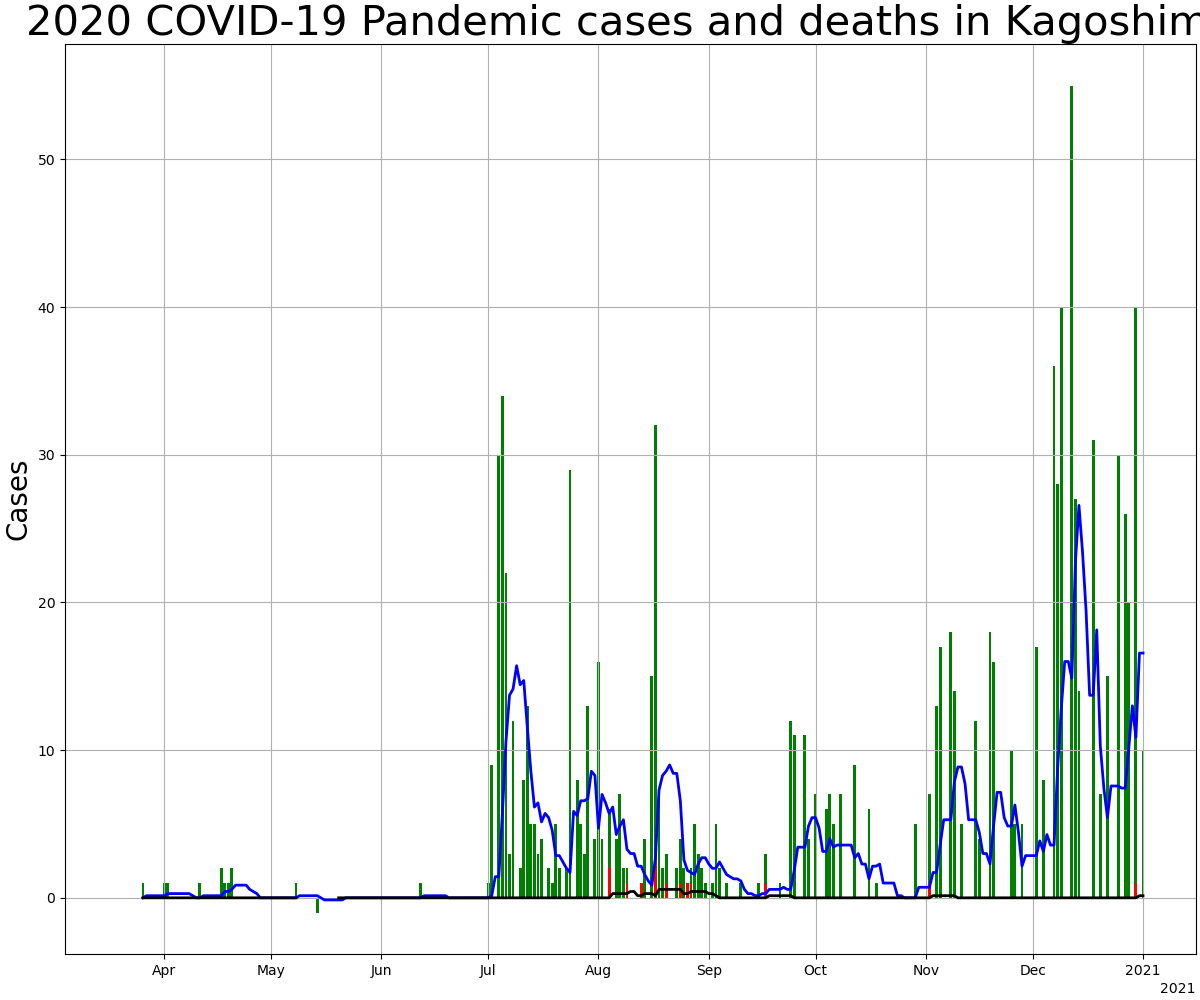 2020 COVID-19 Pandemic cases and deaths in Kagoshim
50
40
30
20
10
0
Cases
Apr May Jun Jul Aug Sep Oct Nov Dec 2021
2021